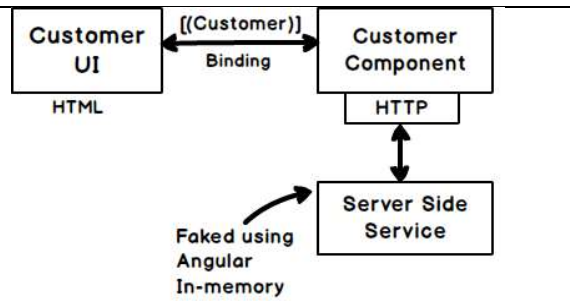 Customer
UI
[(Customer)]
Binding
Customer
Component
HTML
HTTP
Server Side
Service
Faked using
Angular
In-memory